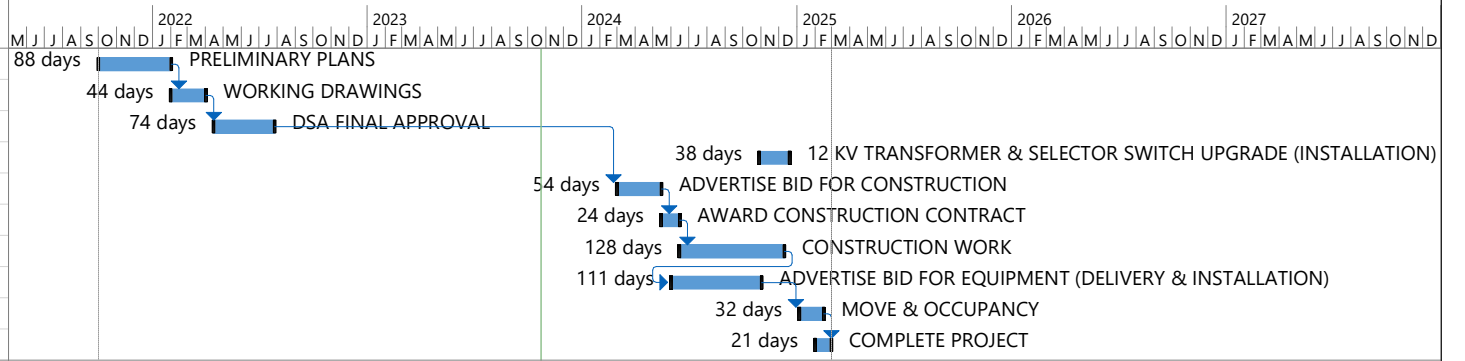 2022 2023 2024 2025 2026 2027
M J J A S O N D J F M A M J J A S O N D J F M A M J J A S O N D J F M A M J J A S O N D J F M A M J J A S O N D J F M A M J J A S O N D J F M A M J J A S O N D
88 days PRELIMINARY PLANS
44 days WORKING DRAWINGS
74 days DSA FINAL APPROVAL
38 days 12 KV TRANSFORMER & SELECTOR SWITCH UPGRADE (INSTALLATION)
54 days ADVERTISE BID FOR CONSTRUCTION
24 days AWARD CONSTRUCTION CONTRACT
128 days CONSTRUCTION WORK
111 days ADVERTISE BID FOR EQUIPMENT (DELIVERY & INSTALLATION)
32 days MOVE & OCCUPANCY
21 days COMPLETE PROJECT